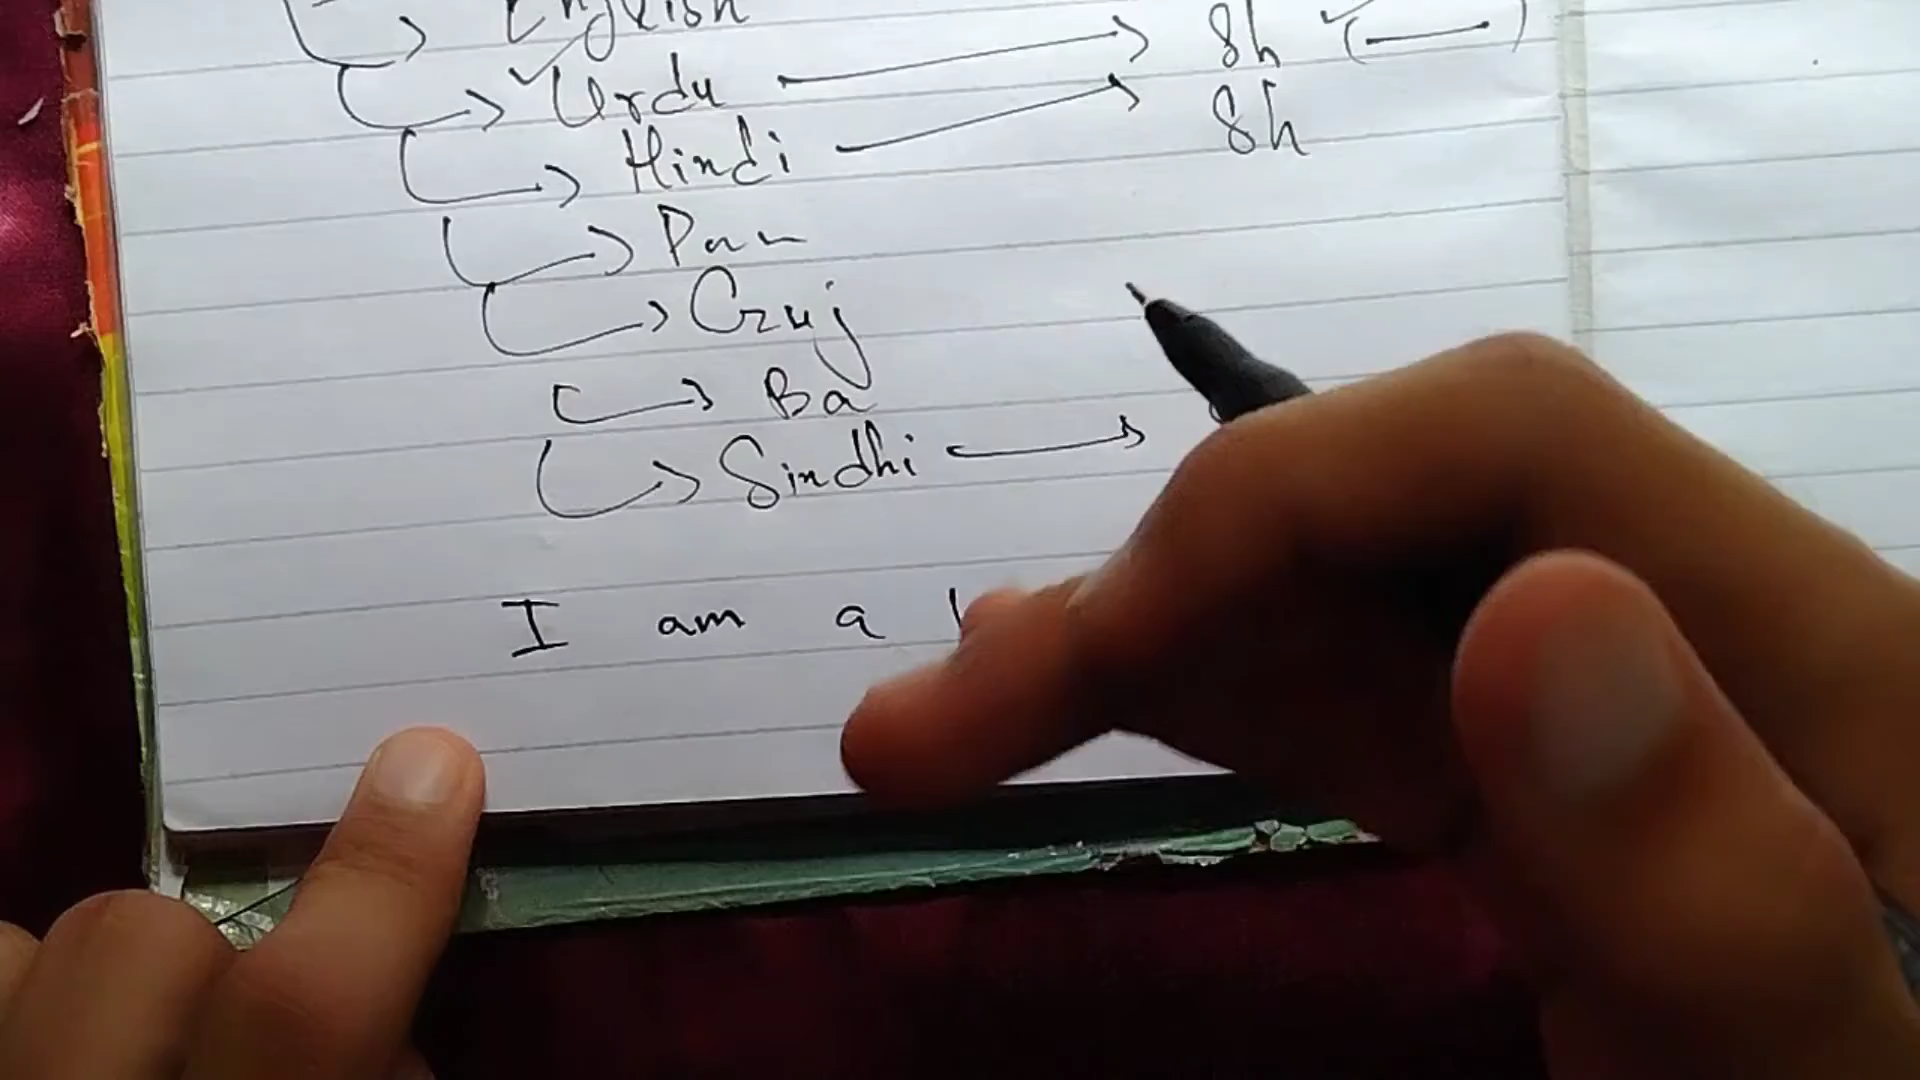 English
Urdu → 8h ✓ (—)
Hindi → 8h
Pan
Guj
Ba
Sindhi →
I am a